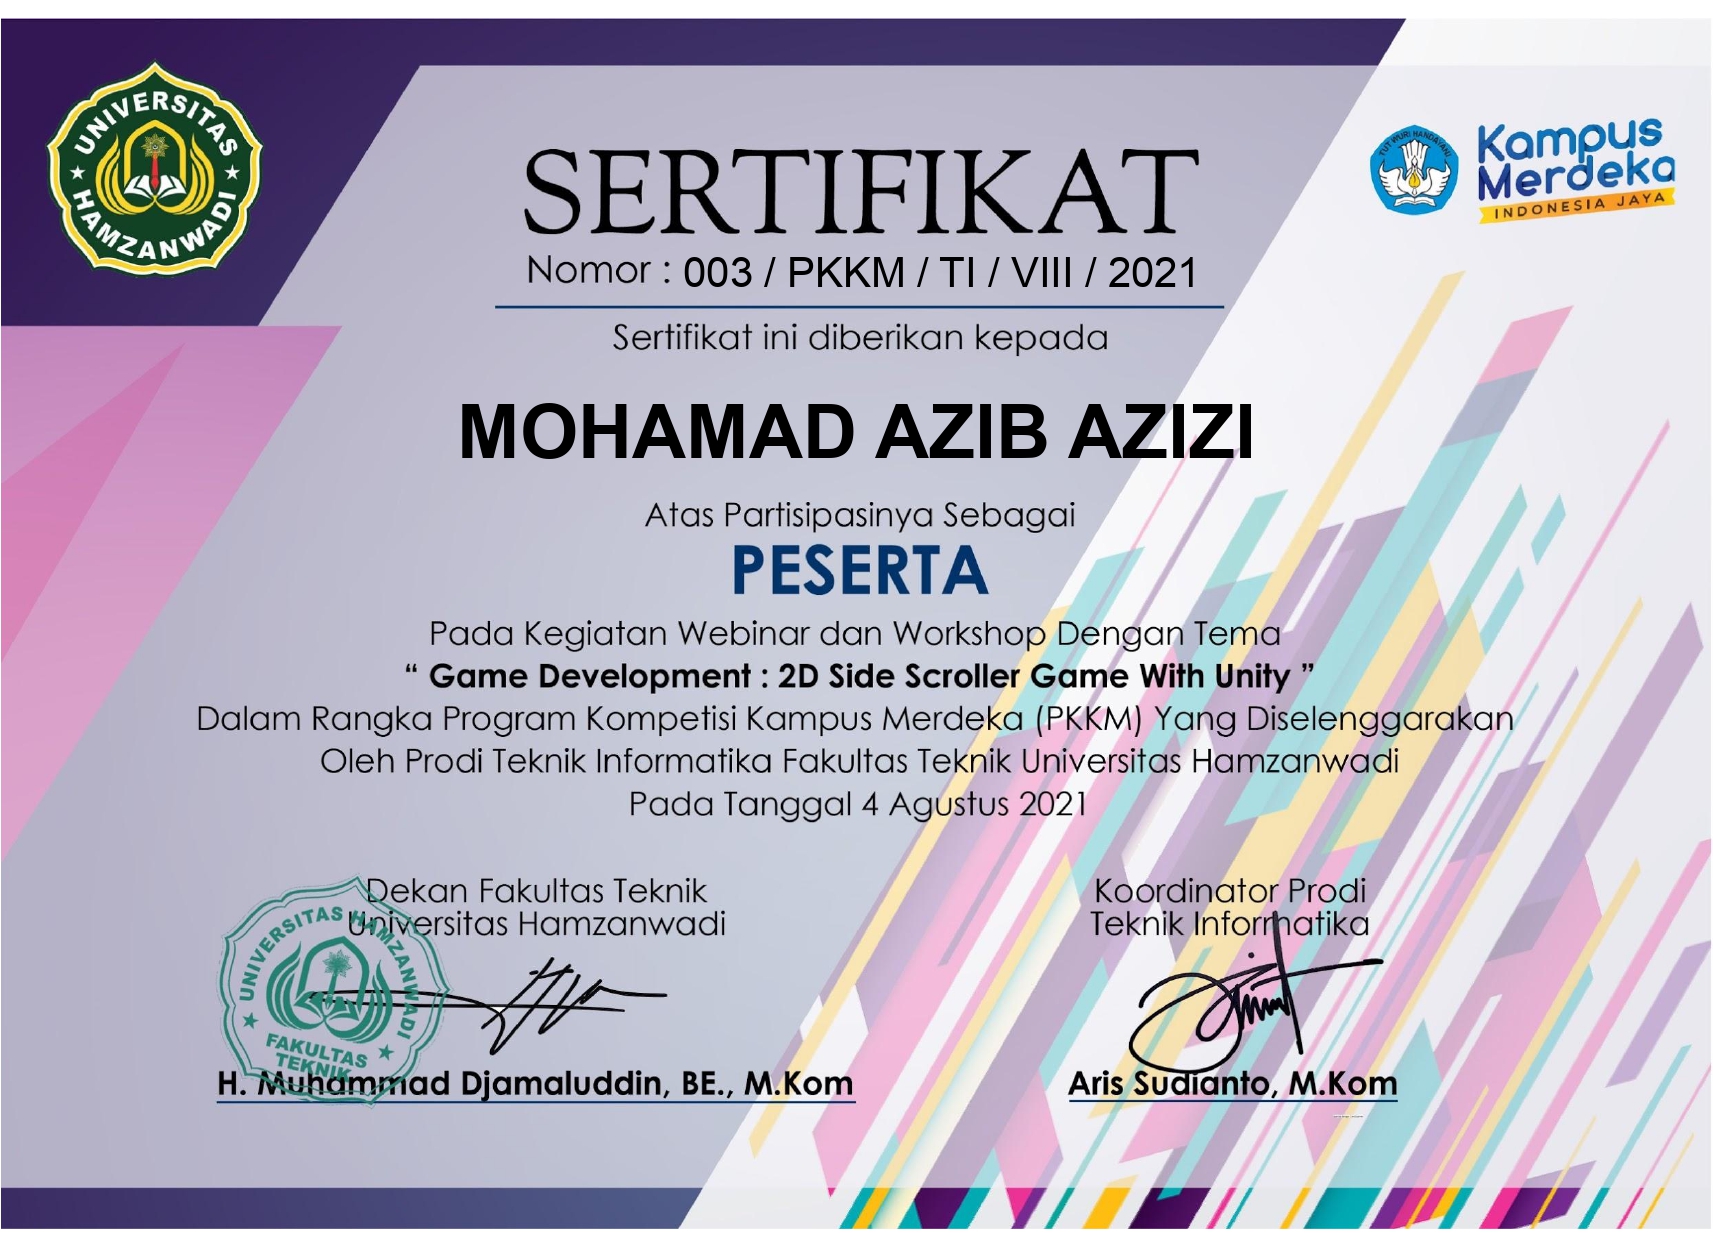 UNIVERSITAS
HAMZANWADI
TUT WURI HANDAYANI
Kampus
Merdeka
INDONESIA JAYA
SERTIFIKAT
Nomor : 003 / PKKM / TI / VIII / 2021
Sertifikat ini diberikan kepada
MOHAMAD AZIB AZIZI
Atas Partisipasinya Sebagai
PESERTA
Pada Kegiatan Webinar dan Workshop Dengan Tema
“ Game Development : 2D Side Scroller Game With Unity ”
Dalam Rangka Program Kompetisi Kampus Merdeka (PKKM) Yang Diselenggarakan
Oleh Prodi Teknik Informatika Fakultas Teknik Universitas Hamzanwadi
Pada Tanggal 4 Agustus 2021
Dekan Fakultas Teknik
Universitas Hamzanwadi
UNIVERSITAS HAMZANWADI
FAKULTAS
TEKNIK
H. Muhammad Djamaluddin, BE., M.Kom
Koordinator Prodi
Teknik Informatika
Aris Sudianto, M.Kom